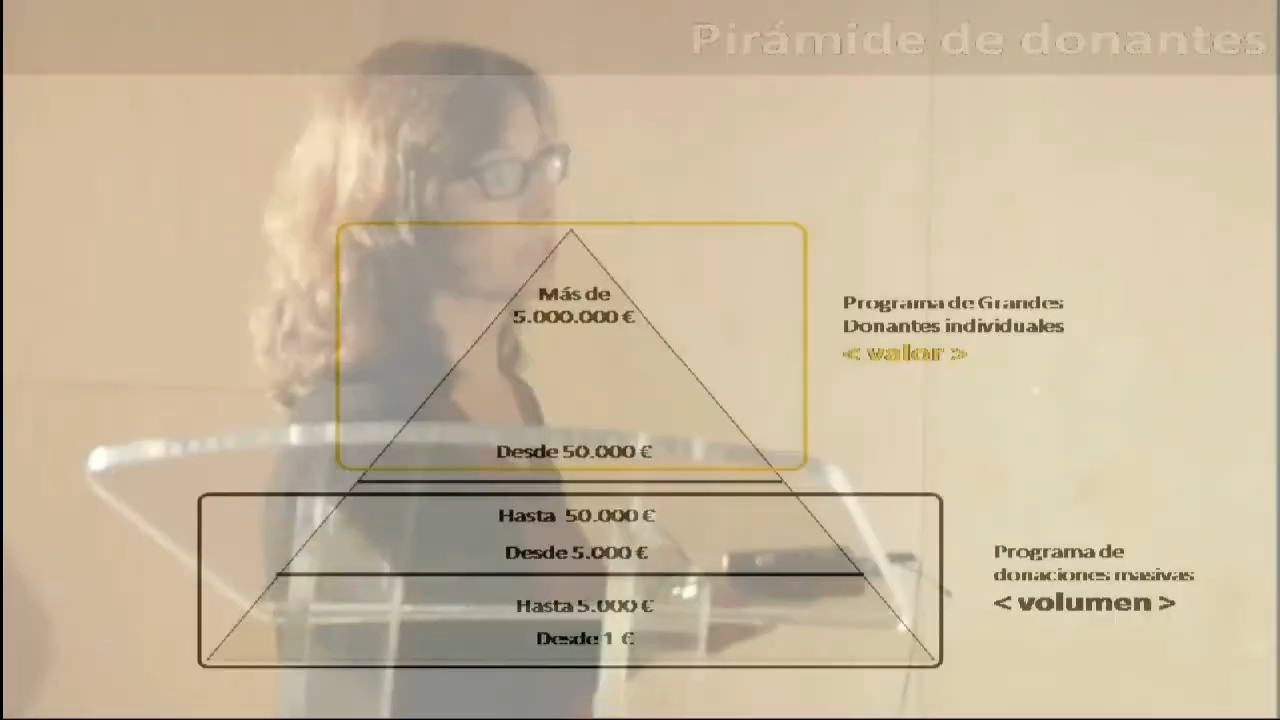 Pirámide de donantes
Más de
5.000.000 €
Programa de Grandes
Donantes individuales
< valor >
Desde 50.000 €
Hasta 50.000 €
Desde 5.000 €
Programa de
donaciones masivas
< volumen >
Hasta 5.000 €
Desde 1 €